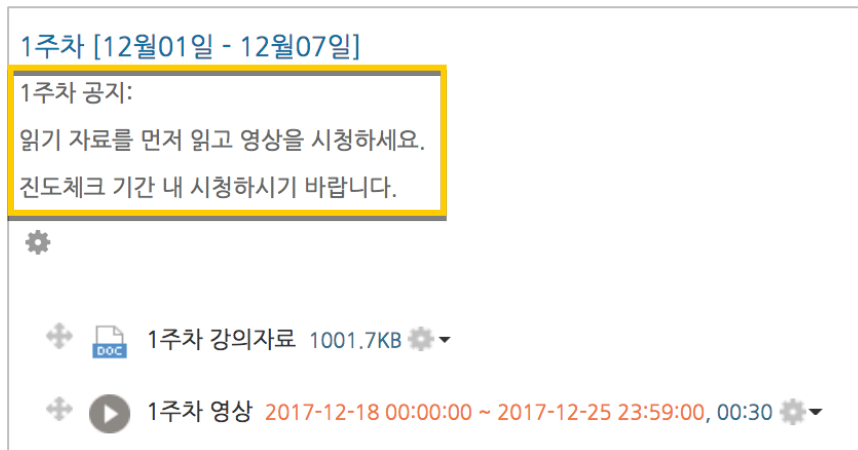 1주차 [12월01일 - 12월07일]
1주차 공지:
읽기 자료를 먼저 읽고 영상을 시청하세요.
진도체크 기간 내 시청하시기 바랍니다.
DOC 1주차 강의자료 1001.7KB
1주차 영상 2017-12-18 00:00:00 ~ 2017-12-25 23:59:00, 00:30